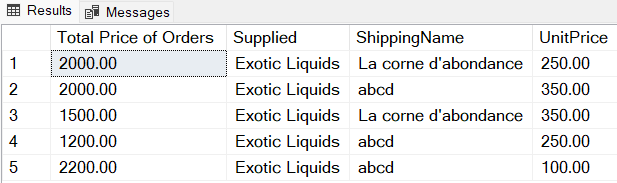 Results Messages
Total Price of Orders Supplied ShippingName UnitPrice
1 2000.00 Exotic Liquids La corne d'abondance 250.00
2 2000.00 Exotic Liquids abcd 350.00
3 1500.00 Exotic Liquids La corne d'abondance 350.00
4 1200.00 Exotic Liquids abcd 250.00
5 2200.00 Exotic Liquids abcd 100.00